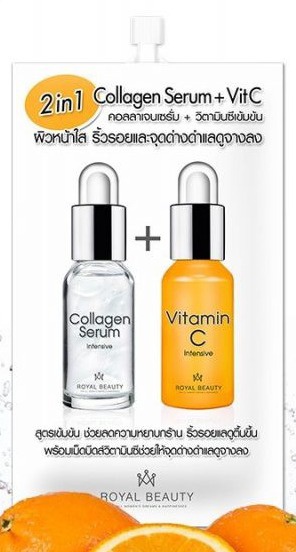 2in1 Collagen Serum + Vit C
คอลลาเจนเซรั่ม + วิตามินซีเข้มข้น
ผิวหน้าใส ริ้วรอยและจุดด่างดำแลดูจางลง
Collagen
Serum
Intensive
ROYAL BEAUTY
+
Vitamin
C
Intensive
ROYAL BEAUTY
สูตรเข้มข้น ช่วยลดความหยาบกร้าน ริ้วรอยแลดูตื้นขึ้น
พร้อมเม็ดบีดส์วิตามินซีช่วยให้จุดด่างดำแลดูจางลง
ROYAL BEAUTY